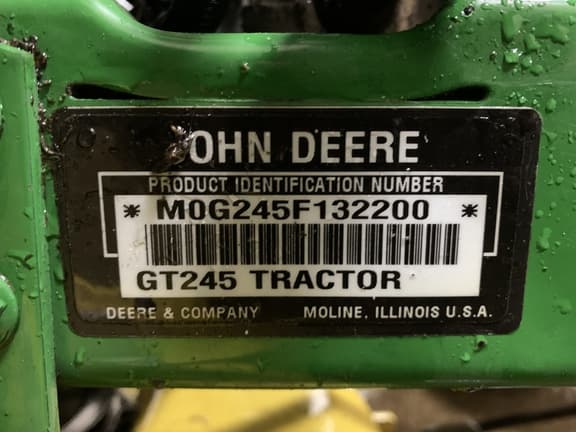 JOHN DEERE
PRODUCT IDENTIFICATION NUMBER
* M0G245F132200 *
GT245 TRACTOR
DEERE & COMPANY MOLINE, ILLINOIS U.S.A.